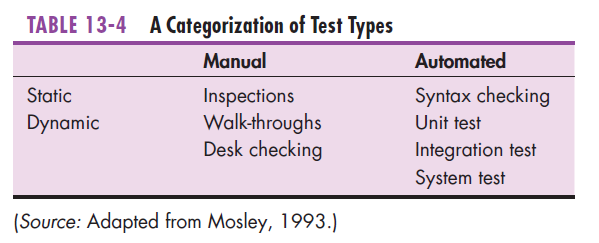 TABLE 13-4 A Categorization of Test Types
Manual Automated
Static Inspections Syntax checking
Dynamic Walk-throughs Unit test
Desk checking Integration test
System test
(Source: Adapted from Mosley, 1993.)